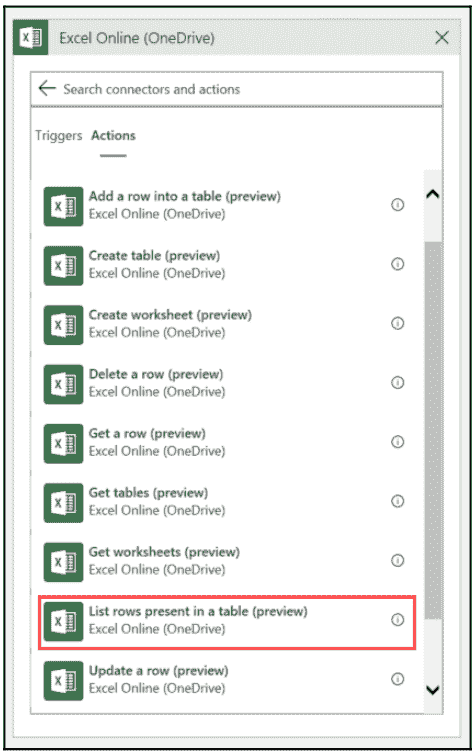 Excel Online (OneDrive)
Search connectors and actions
Triggers Actions
Add a row into a table (preview)
Excel Online (OneDrive)
Create table (preview)
Excel Online (OneDrive)
Create worksheet (preview)
Excel Online (OneDrive)
Delete a row (preview)
Excel Online (OneDrive)
Get a row (preview)
Excel Online (OneDrive)
Get tables (preview)
Excel Online (OneDrive)
Get worksheets (preview)
Excel Online (OneDrive)
List rows present in a table (preview)
Excel Online (OneDrive)
Update a row (preview)
Excel Online (OneDrive)